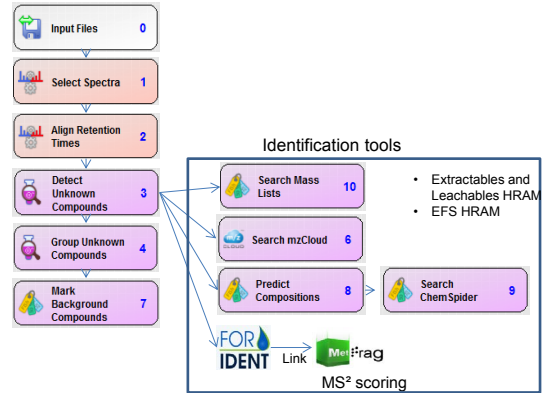 Input Files 0
Select Spectra 1
Align Retention
Times 2
Detect
Unknown
Compounds 3
Group Unknown
Compounds 4
Mark
Background
Compounds 7
Identification tools
Search Mass
Lists 10
• Extractables and
Leachables HRAM
• EFS HRAM
CLOUD
Search mzCloud 6
Predict
Compositions 8
Search
ChemSpider 9
FOR
IDENT
Link
Metfrag
MS² scoring